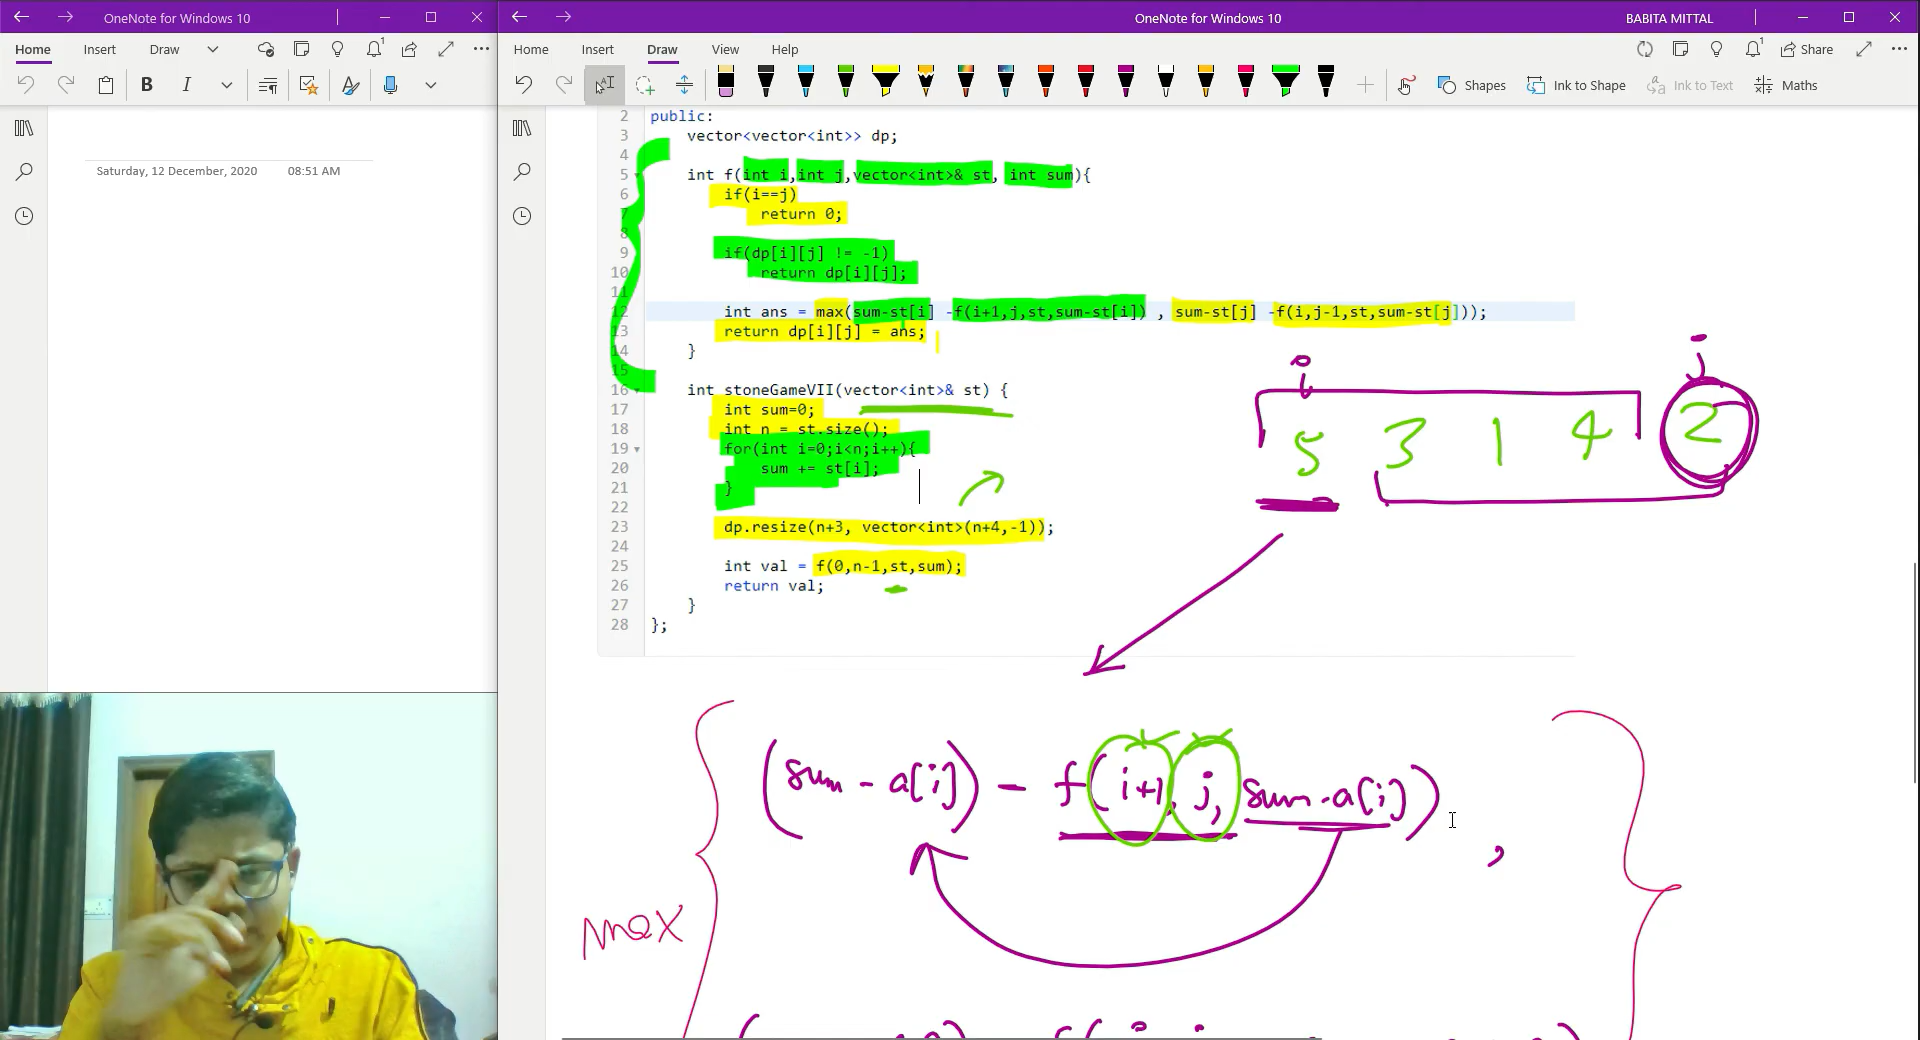 OneNote for Windows 10
Home Insert Draw
B I
Saturday, 12 December, 2020 08:51 AM
OneNote for Windows 10 BABITA MITTAL
Home Insert Draw View Help
Share
Shapes Ink to Shape Ink to Text Maths
2 public:
3 vector<vector<int>> dp;
4
5 int f(int i,int j,vector<int>& st, int sum){
6 if(i==j)
7 return 0;
8
9 if(dp[i][j] != -1)
10 return dp[i][j];
11
12 int ans = max(sum-st[i] -f(i+1,j,st,sum-st[i]) , sum-st[j] -f(i,j-1,st,sum-st[j]));
13 return dp[i][j] = ans;
14 }
15
16 int stoneGameVII(vector<int>& st) {
17 int sum=0;
18 int n = st.size();
19 for(int i=0;i<n;i++){
20 sum += st[i];
21 }
22
23 dp.resize(n+3, vector<int>(n+4,-1));
24
25 int val = f(0,n-1,st,sum);
26 return val;
27 }
28 };
i j
5 3 1 4 2
(sum - a[i]) - f(i+1, j, sum-a[i])
,
max